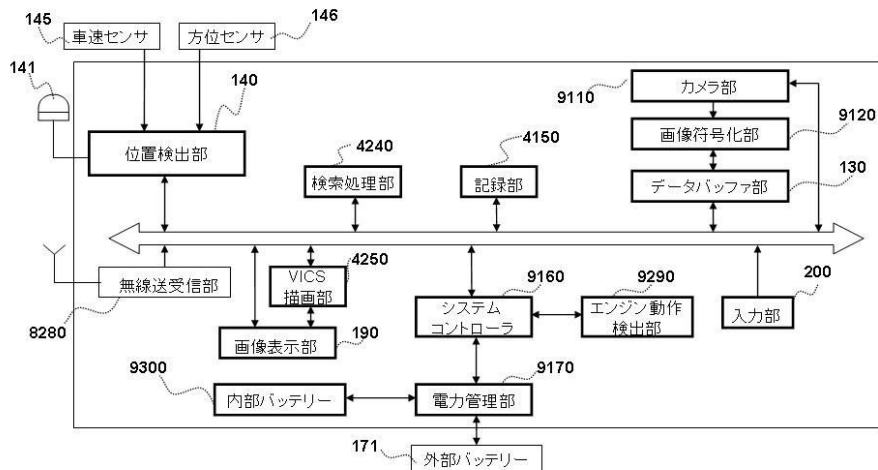 145
車速センサ
方位センサ
146
141
140
9110
カメラ部
位置検出部
4240
4150
画像符号化部
9120
検索処理部
記録部
データバッファ部
130
VICS
描画部
4250
9160
9290
無線送受信部
システム
コントローラ
エンジン動作
検出部
200
入力部
8280
画像表示部
190
9300
9170
内部バッテリー
電力管理部
171
外部バッテリー